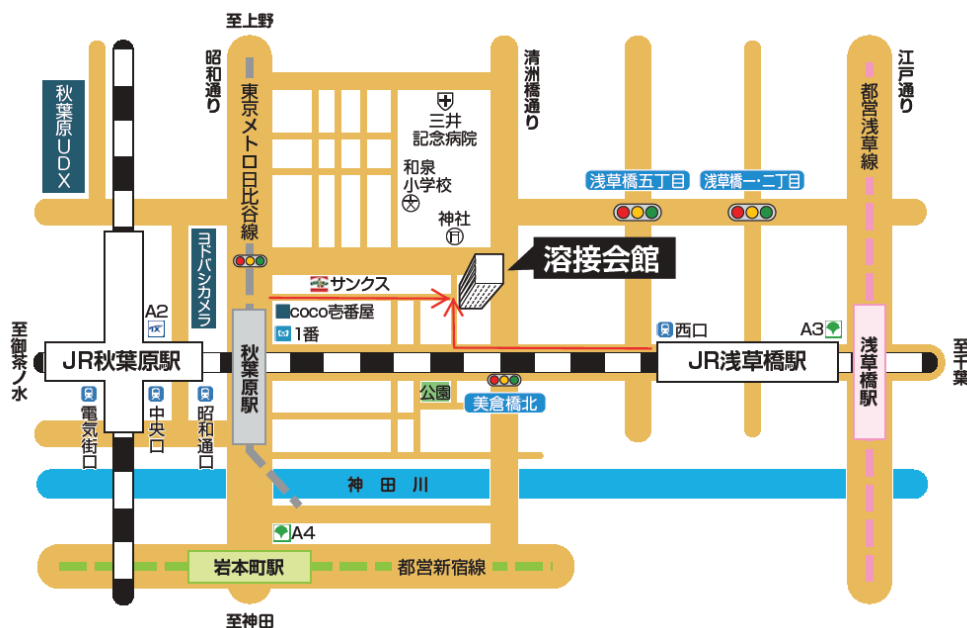 至上野
昭和通り
清洲橋通り
江戸通り
秋葉原UDX
東京メトロ日比谷線
都営浅草線
三井
記念病院
和泉
小学校
神社
浅草橋五丁目
浅草橋一・二丁目
ヨドバシカメラ
溶接会館
サンクス
coco壱番屋
1番
A2
西口
A3
至御茶ノ水
JR秋葉原駅
秋葉原駅
JR浅草橋駅
浅草橋駅
至千葉
公園
美倉橋北
電気街口
中央口
昭和通口
神田川
A4
岩本町駅
都営新宿線
至神田